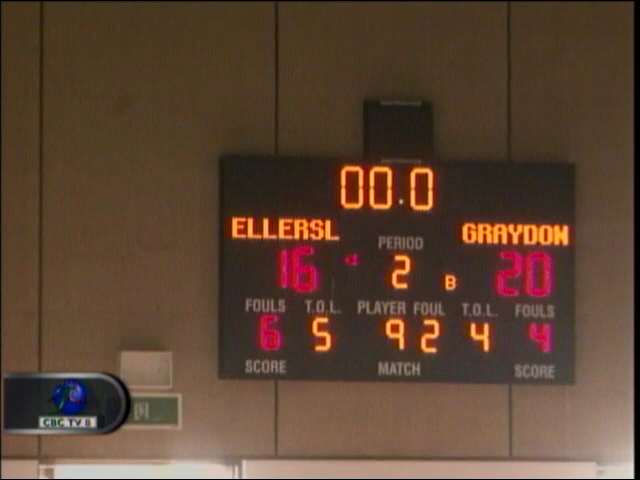 00.0
ELLERSL GRAYDON
PERIOD
16 2 B 20
FOULS T.O.L. PLAYER FOUL T.O.L. FOULS
6 5 9 2 4 4
SCORE MATCH SCORE
CBC TV 8